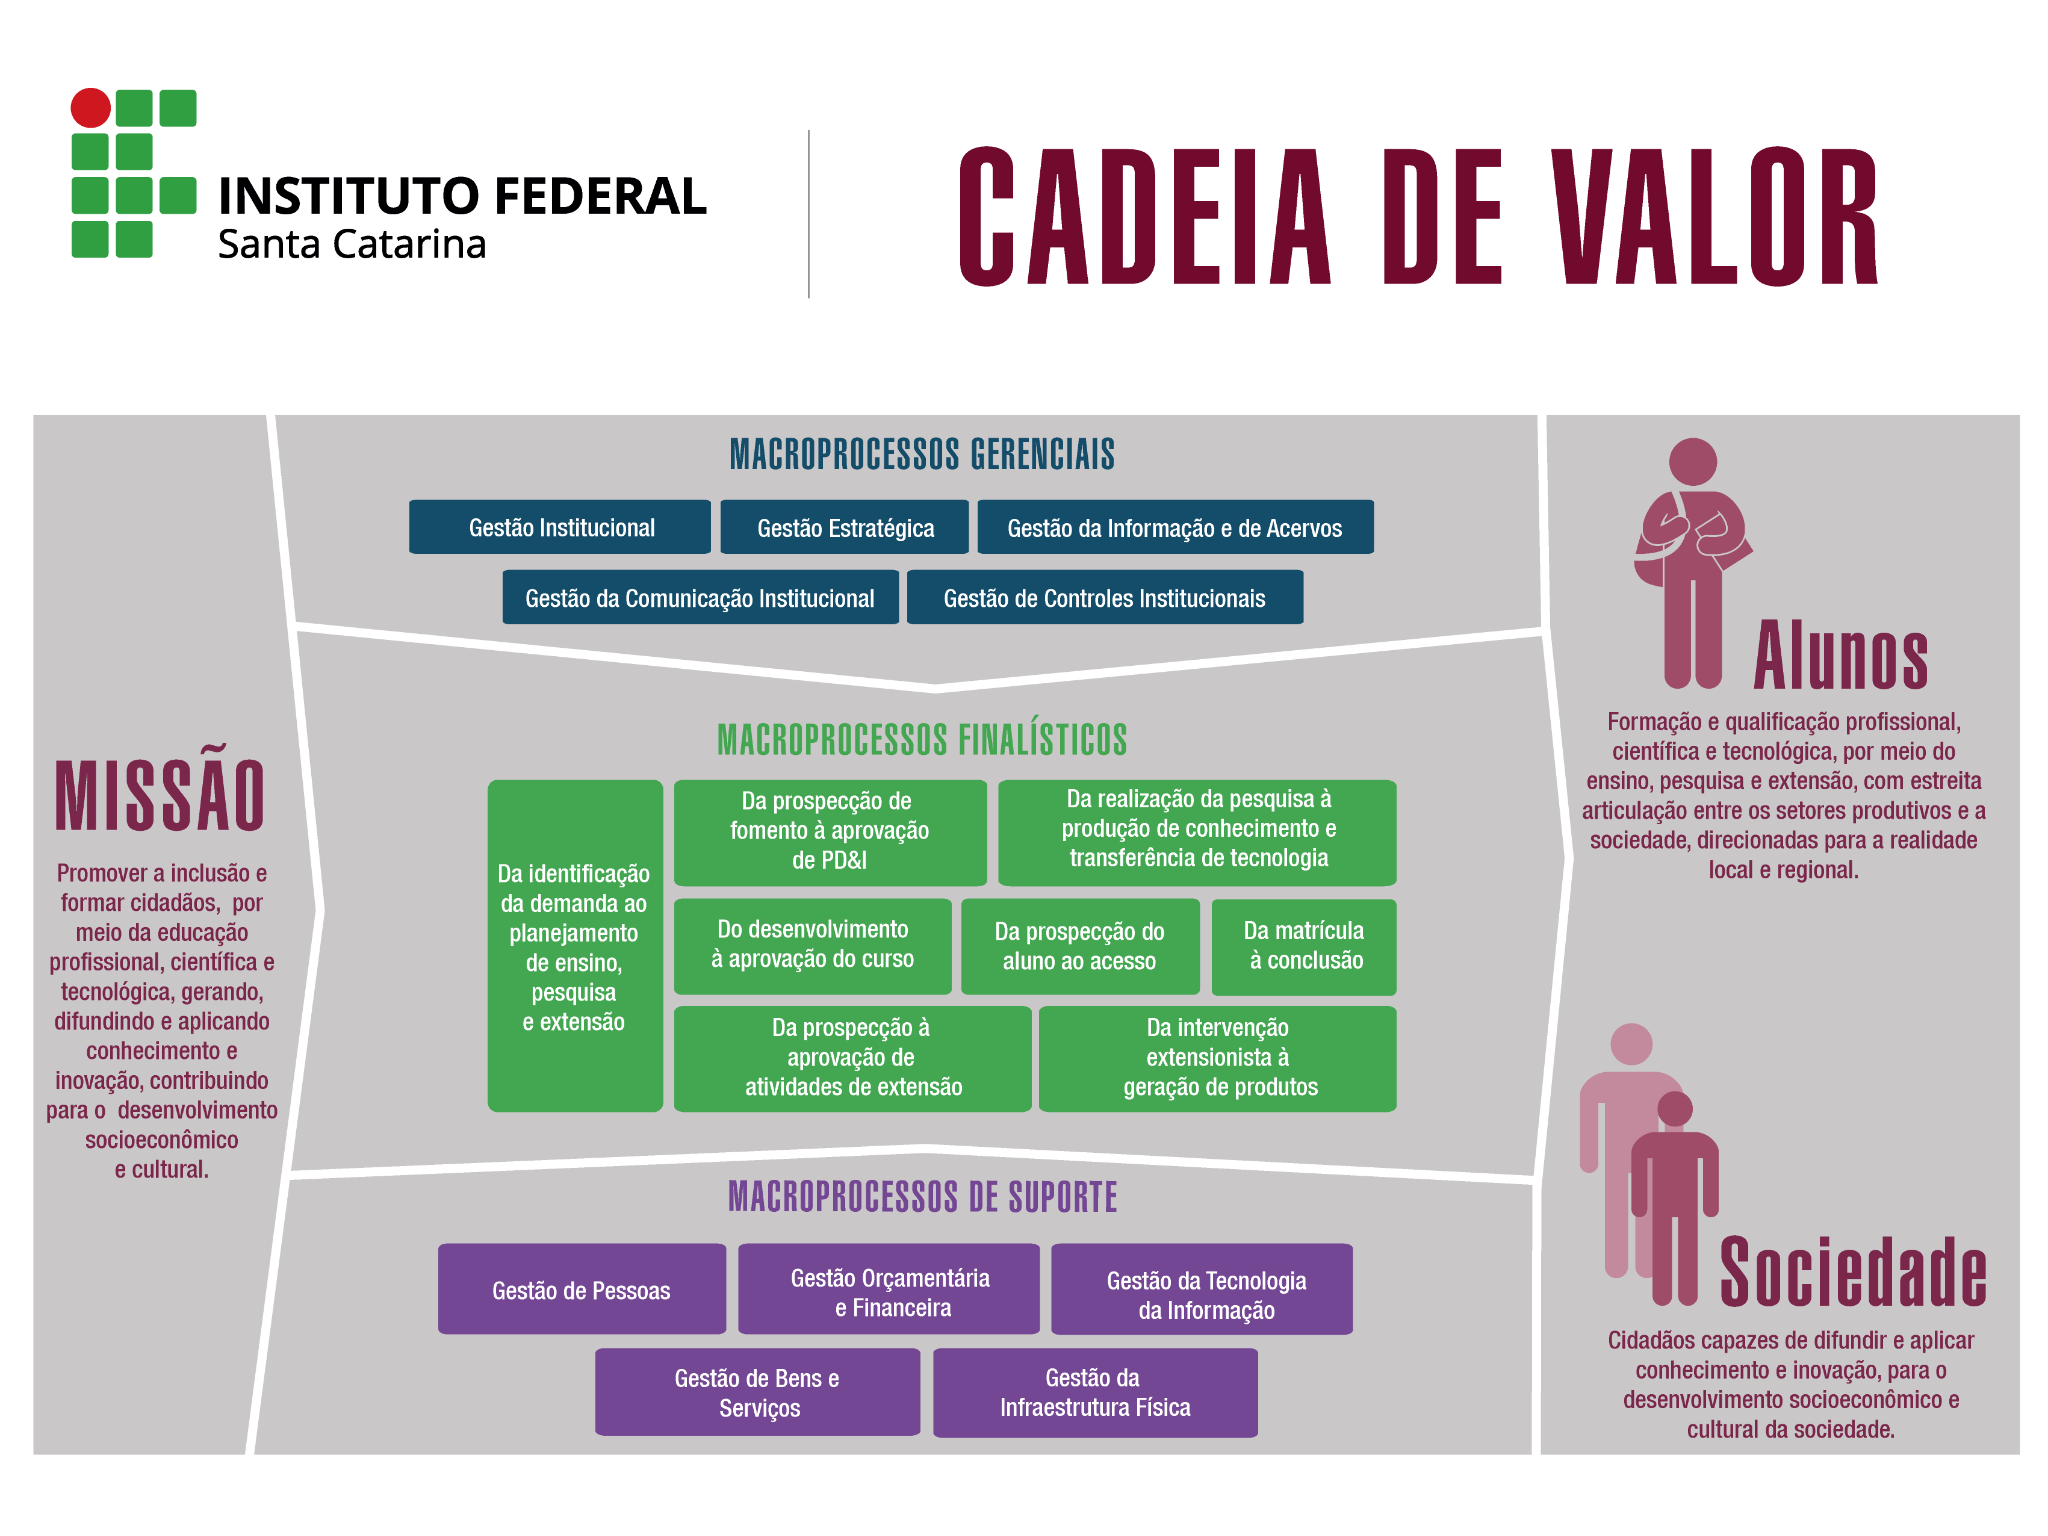 INSTITUTO FEDERAL
Santa Catarina
CADEIA DE VALOR
MISSÃO
Promover a inclusão e
formar cidadãos, por
meio da educação
profissional, científica e
tecnológica, gerando,
difundindo e aplicando
conhecimento e
inovação, contribuindo
para o desenvolvimento
socioeconômico
e cultural.
MACROPROCESSOS GERENCIAIS
Gestão Institucional
Gestão Estratégica
Gestão da Informação e de Acervos
Gestão da Comunicação Institucional
Gestão de Controles Institucionais
MACROPROCESSOS FINALÍSTICOS
Da identificação
da demanda ao
planejamento
de ensino,
pesquisa
e extensão
Da prospecção de
fomento à aprovação
de PD&I
Da realização da pesquisa à
produção de conhecimento e
transferência de tecnologia
Do desenvolvimento
à aprovação do curso
Da prospecção do
aluno ao acesso
Da matrícula
à conclusão
Da prospecção à
aprovação de
atividades de extensão
Da intervenção
extensionista à
geração de produtos
MACROPROCESSOS DE SUPORTE
Gestão de Pessoas
Gestão Orçamentária
e Financeira
Gestão da Tecnologia
da Informação
Gestão de Bens e
Serviços
Gestão da
Infraestrutura Física
Alunos
Formação e qualificação profissional,
científica e tecnológica, por meio do
ensino, pesquisa e extensão, com estreita
articulação entre os setores produtivos e a
sociedade, direcionadas para a realidade
local e regional.
Sociedade
Cidadãos capazes de difundir e aplicar
conhecimento e inovação, para o
desenvolvimento socioeconômico e
cultural da sociedade.